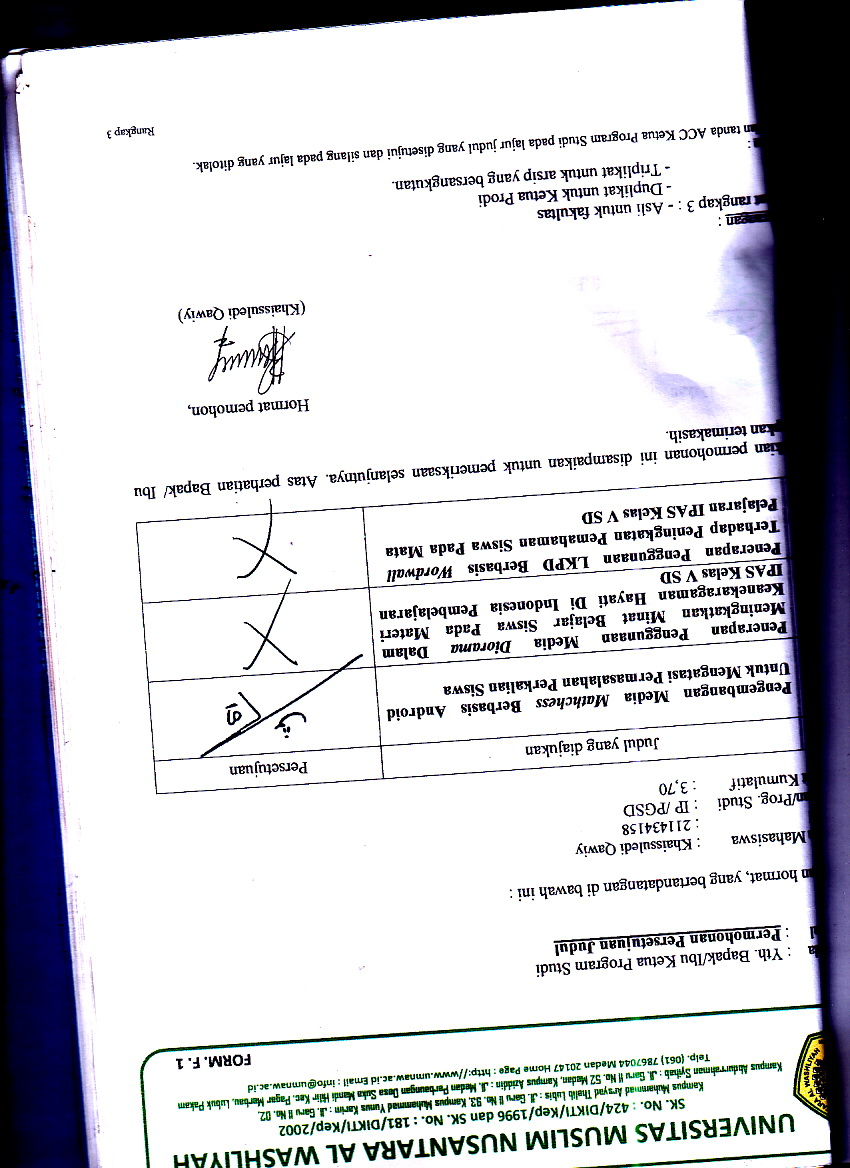 UNIVERSITAS MUSLIM NUSANTARA AL WASHLIYAH
SK. No. : 424/DIKTI/Kep/1996 dan SK. No. : 181/DIKTI/Kep/2002
Kampus Muhammad Arsyad Thalib Lubis : Jl. Garu II No. 93, Kampus Muhammad Yunus Karim : Jl. Garu II No. 02,
Kampus Abdurrahman Syihab : Jl. Garu II No. 52 Medan, Kampus Aziddin : Jl. Medan Perbaungan Desa Suka Mandi Hilir Kec. Pagar Merbau, Lubuk Pakam
Telp. (061) 7867044 Medan 20147 Home Page : http://www.umnaw.ac.id Email : info@umnaw.ac.id
FORM. F. 1
: Yth. Bapak/Ibu Ketua Program Studi
: Permohonan Persetujuan Judul
hormat, yang bertandatangan di bawah ini :
Mahasiswa : Khaissuledi Qawiy
: 211434158
/Prog. Studi : IP /PGSD
Kumulatif : 3,70
Judul yang diajukan Persetujuan
Pengembangan Media Mathchess Berbasis Android
Untuk Mengatasi Permasalahan Perkalian Siswa
Penerapan Penggunaan Media Diorama Dalam
Meningkatkan Minat Belajar Siswa Pada Materi
Keanekaragaman Hayati Di Indonesia Pembelajaran
IPAS Kelas V SD
Penerapan Penggunaan LKPD Berbasis Wordwall
Terhadap Peningkatan Pemahaman Siswa Pada Mata
Pelajaran IPAS Kelas V SD
permohonan ini disampaikan untuk pemeriksaan selanjutnya. Atas perhatian Bapak/ Ibu
terimakasih.
Hormat pemohon,
(Khaissuledi Qawiy)
:
rangkap 3 : - Asli untuk fakultas
- Duplikat untuk Ketua Prodi
- Triplikat untuk arsip yang bersangkutan.
:
tanda ACC Ketua Program Studi pada lajur judul yang disetujui dan silang pada lajur yang ditolak.
Rangkap 3